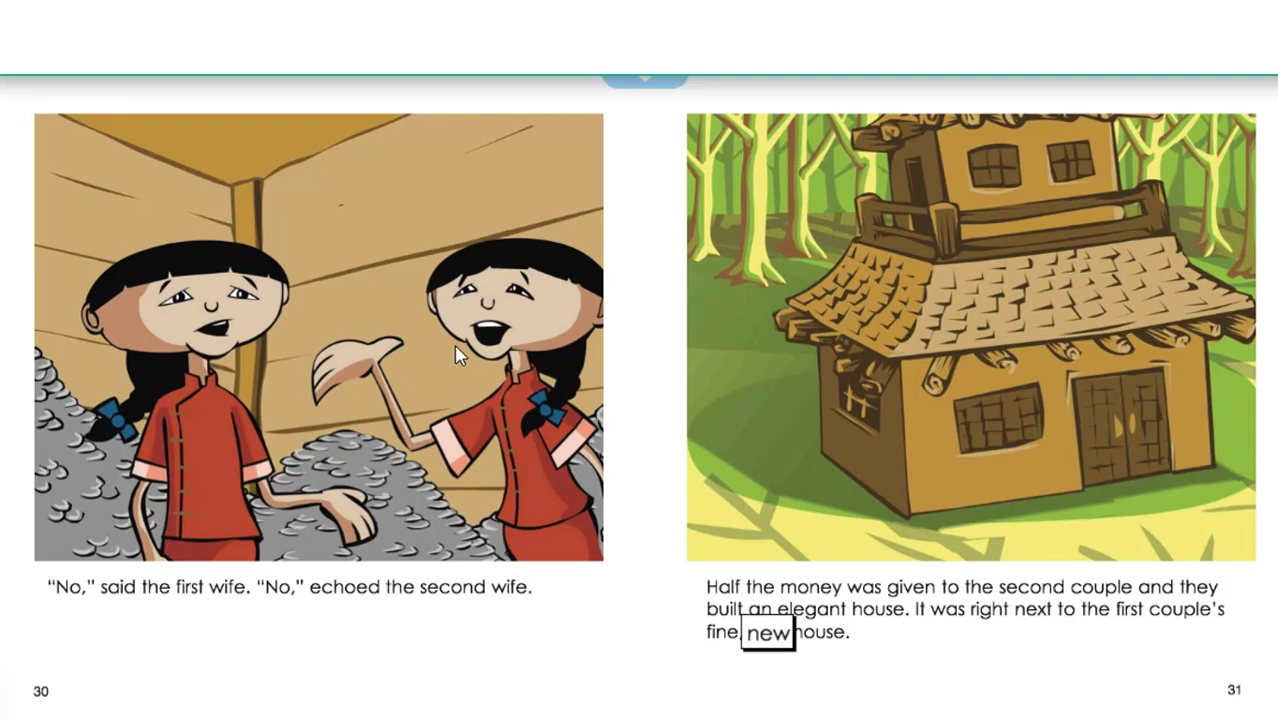 “No,” said the first wife. “No,” echoed the second wife.
30
Half the money was given to the second couple and they
built an elegant house. It was right next to the first couple’s
fine, new house.
31